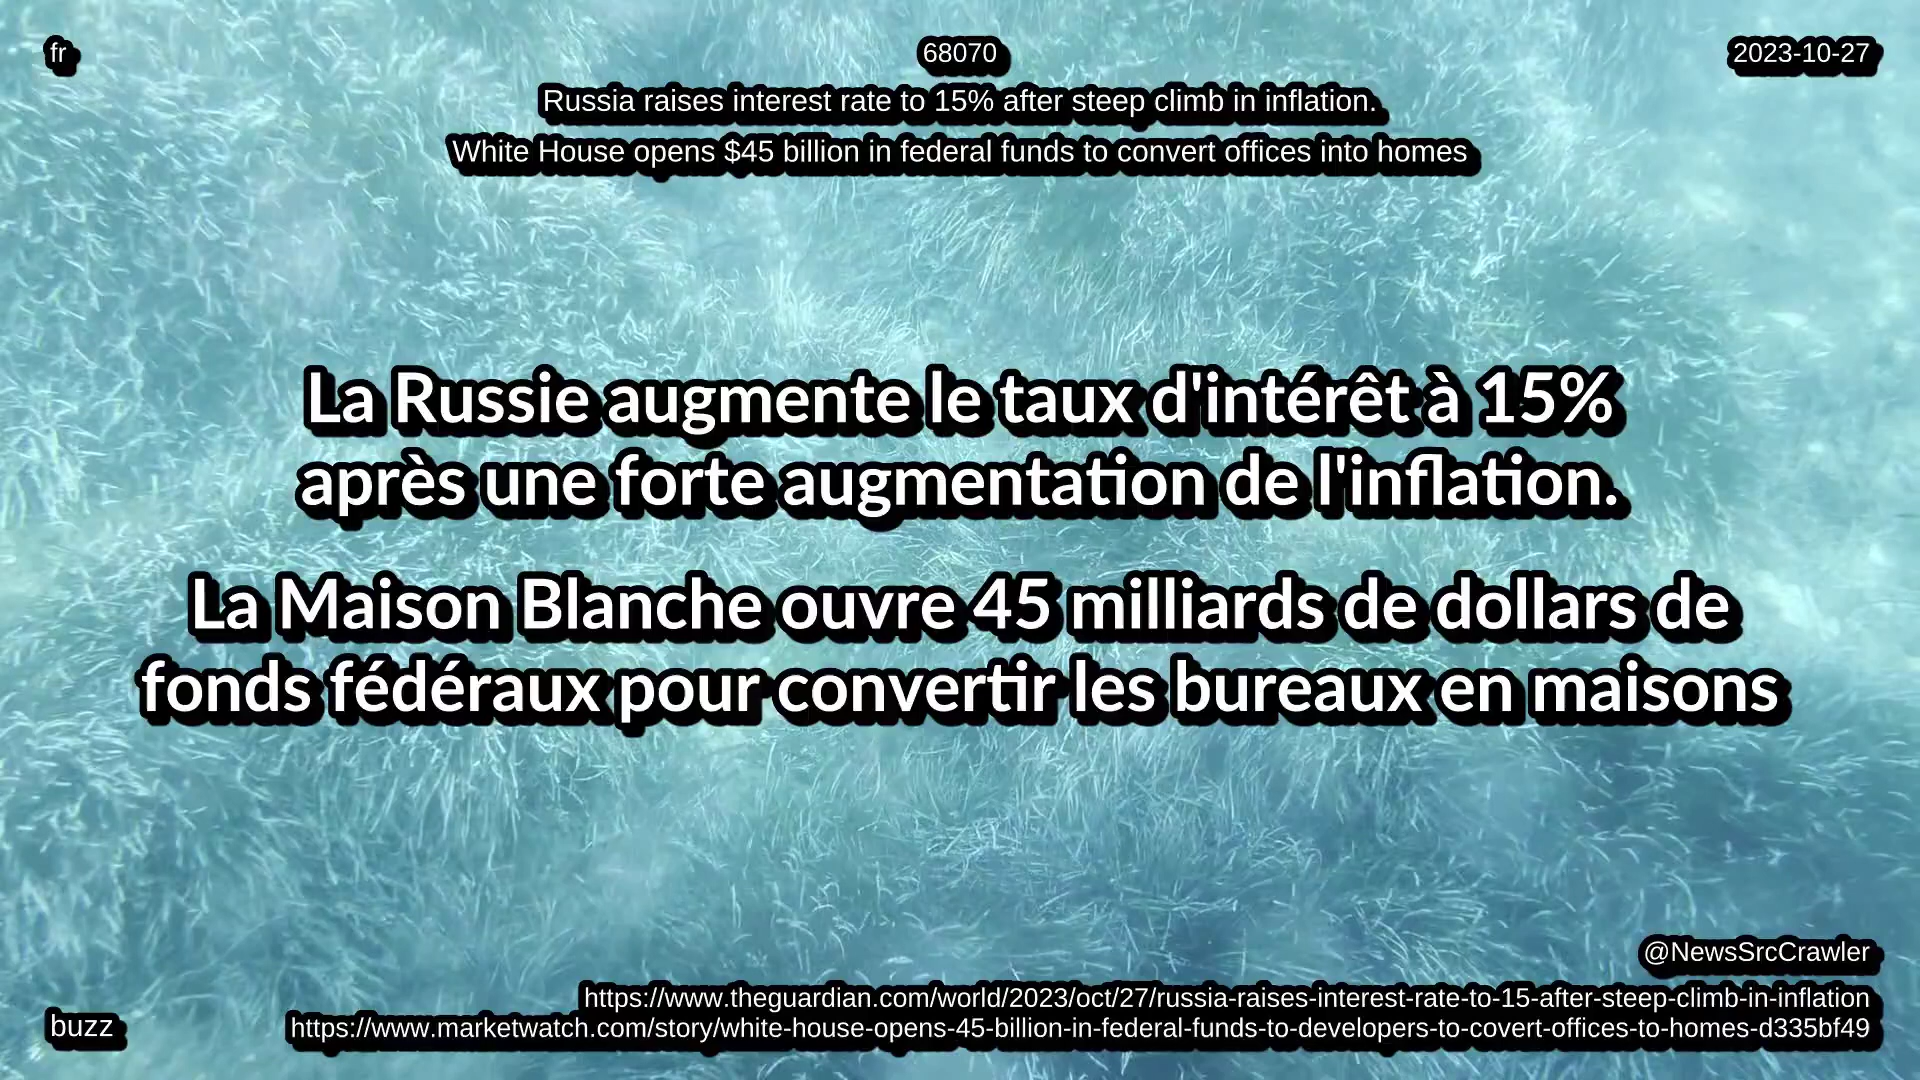 fr
68070
2023-10-27
Russia raises interest rate to 15% after steep climb in inflation.
White House opens $45 billion in federal funds to convert offices into homes
La Russie augmente le taux d'intérêt à 15%
après une forte augmentation de l'inflation.
La Maison Blanche ouvre 45 milliards de dollars de
fonds fédéraux pour convertir les bureaux en maisons
@NewsSrcCrawler
https://www.theguardian.com/world/2023/oct/27/russia-raises-interest-rate-to-15-after-steep-climb-in-inflation
buzz
https://www.marketwatch.com/story/white-house-opens-45-billion-in-federal-funds-to-developers-to-covert-offices-to-homes-d335bf49